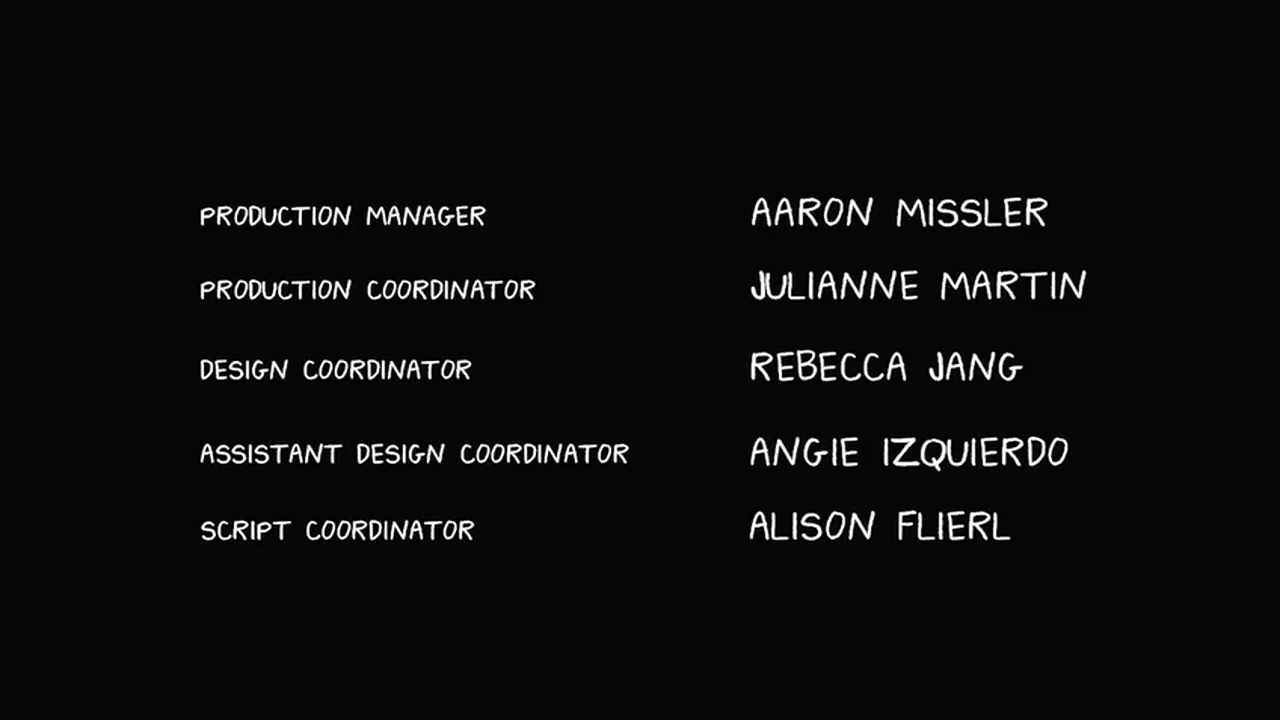 PRODUCTION MANAGER AARON MISSLER
PRODUCTION COORDINATOR JULIANNE MARTIN
DESIGN COORDINATOR REBECCA JANG
ASSISTANT DESIGN COORDINATOR ANGIE IZQUIERDO
SCRIPT COORDINATOR ALISON FLIERL